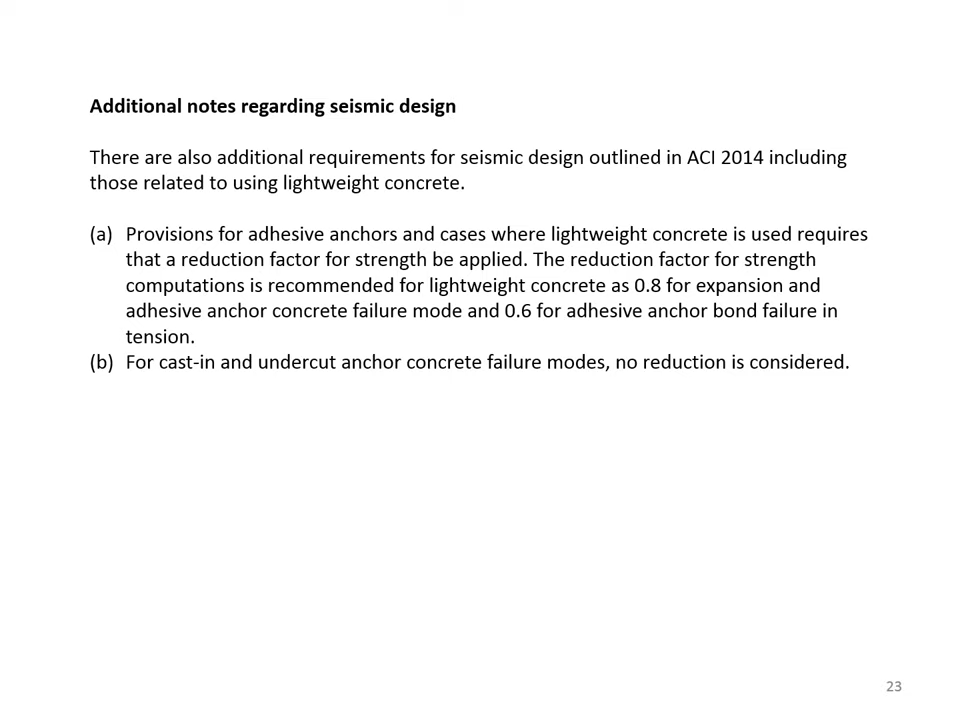 Additional notes regarding seismic design
There are also additional requirements for seismic design outlined in ACI 2014 including
those related to using lightweight concrete.
(a) Provisions for adhesive anchors and cases where lightweight concrete is used requires
that a reduction factor for strength be applied. The reduction factor for strength
computations is recommended for lightweight concrete as 0.8 for expansion and
adhesive anchor concrete failure mode and 0.6 for adhesive anchor bond failure in
tension.
(b) For cast-in and undercut anchor concrete failure modes, no reduction is considered.
23